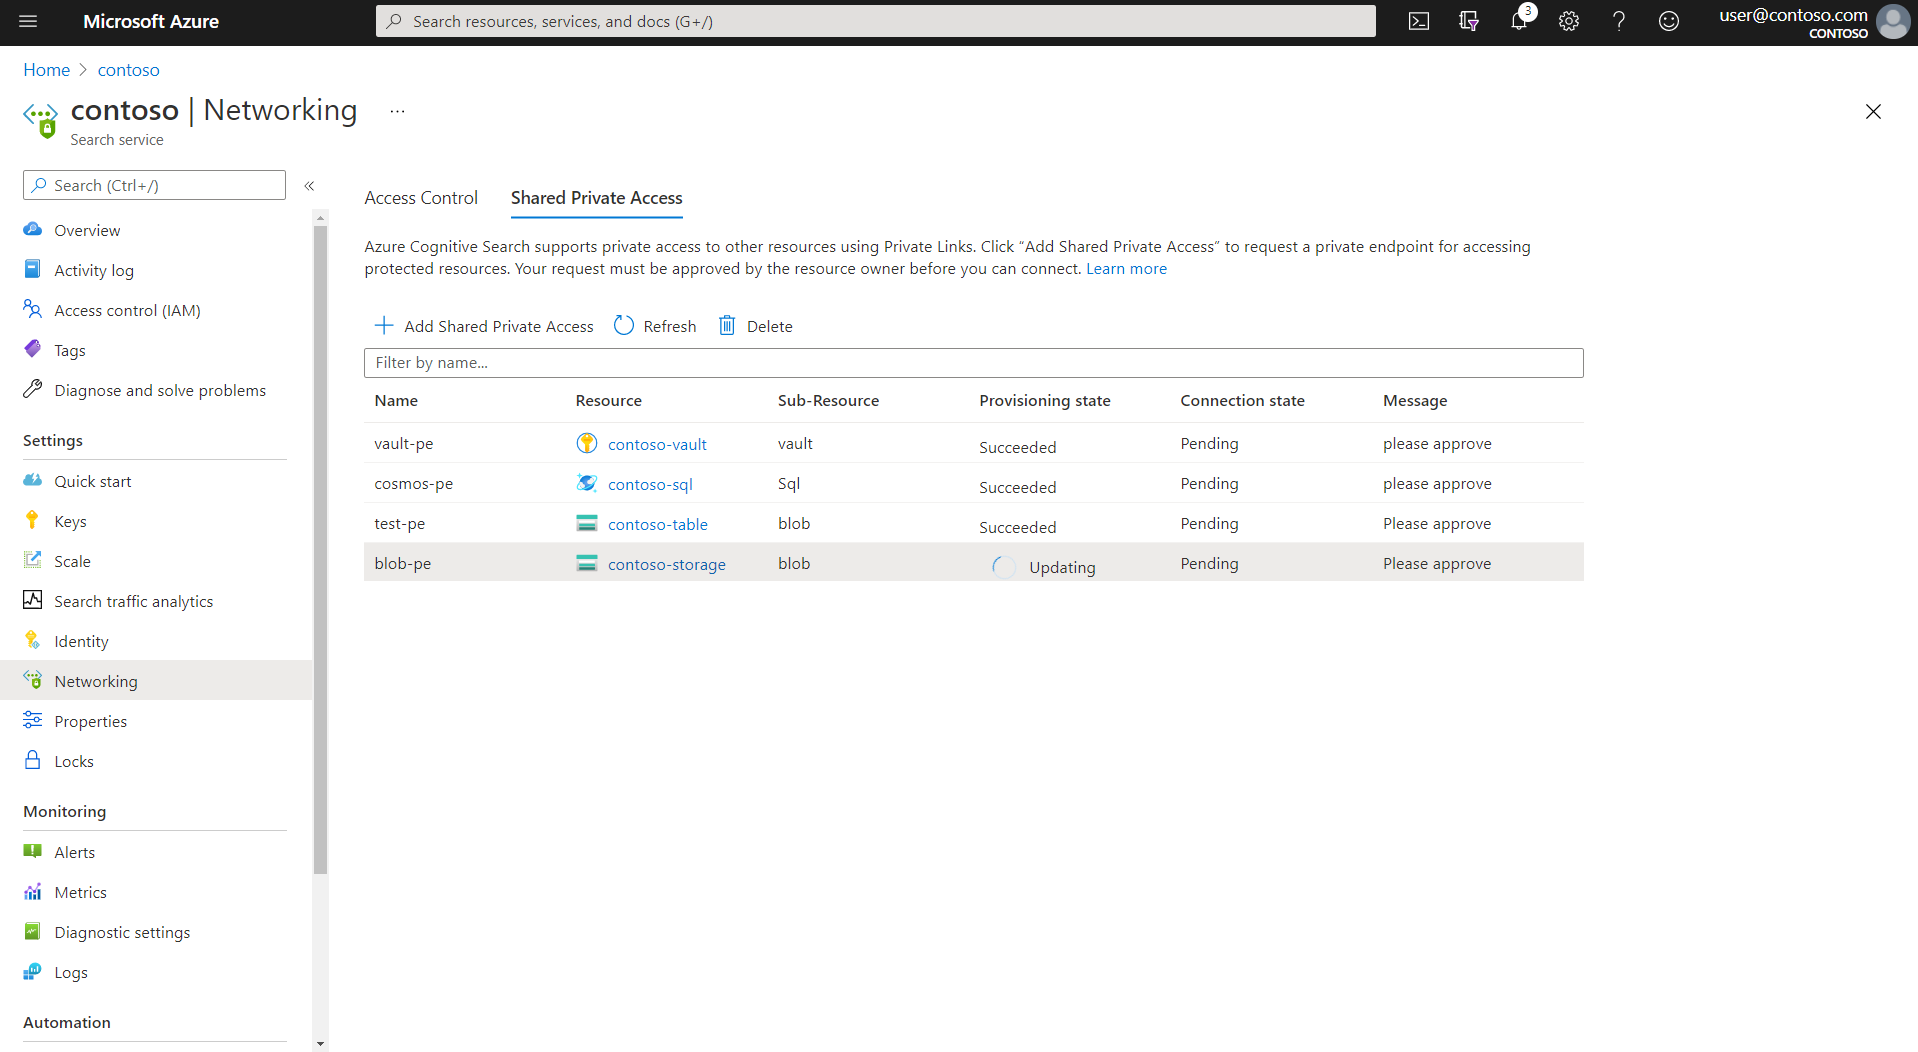 Microsoft Azure
Search resources, services, and docs (G+/)
3
user@contoso.com
CONTOSO
Home > contoso
contoso | Networking ...
Search service
Search (Ctrl+/)
«
Overview
Activity log
Access control (IAM)
Tags
Diagnose and solve problems
Settings
Quick start
Keys
Scale
Search traffic analytics
Identity
Networking
Properties
Locks
Monitoring
Alerts
Metrics
Diagnostic settings
Logs
Automation
Access Control Shared Private Access
Azure Cognitive Search supports private access to other resources using Private Links. Click “Add Shared Private Access” to request a private endpoint for accessing
protected resources. Your request must be approved by the resource owner before you can connect. Learn more
Add Shared Private Access Refresh Delete
Filter by name...
Name Resource Sub-Resource Provisioning state Connection state Message
vault-pe contoso-vault vault Succeeded Pending please approve
cosmos-pe contoso-sql Sql Succeeded Pending please approve
test-pe contoso-table blob Succeeded Pending Please approve
blob-pe contoso-storage blob Updating Pending Please approve